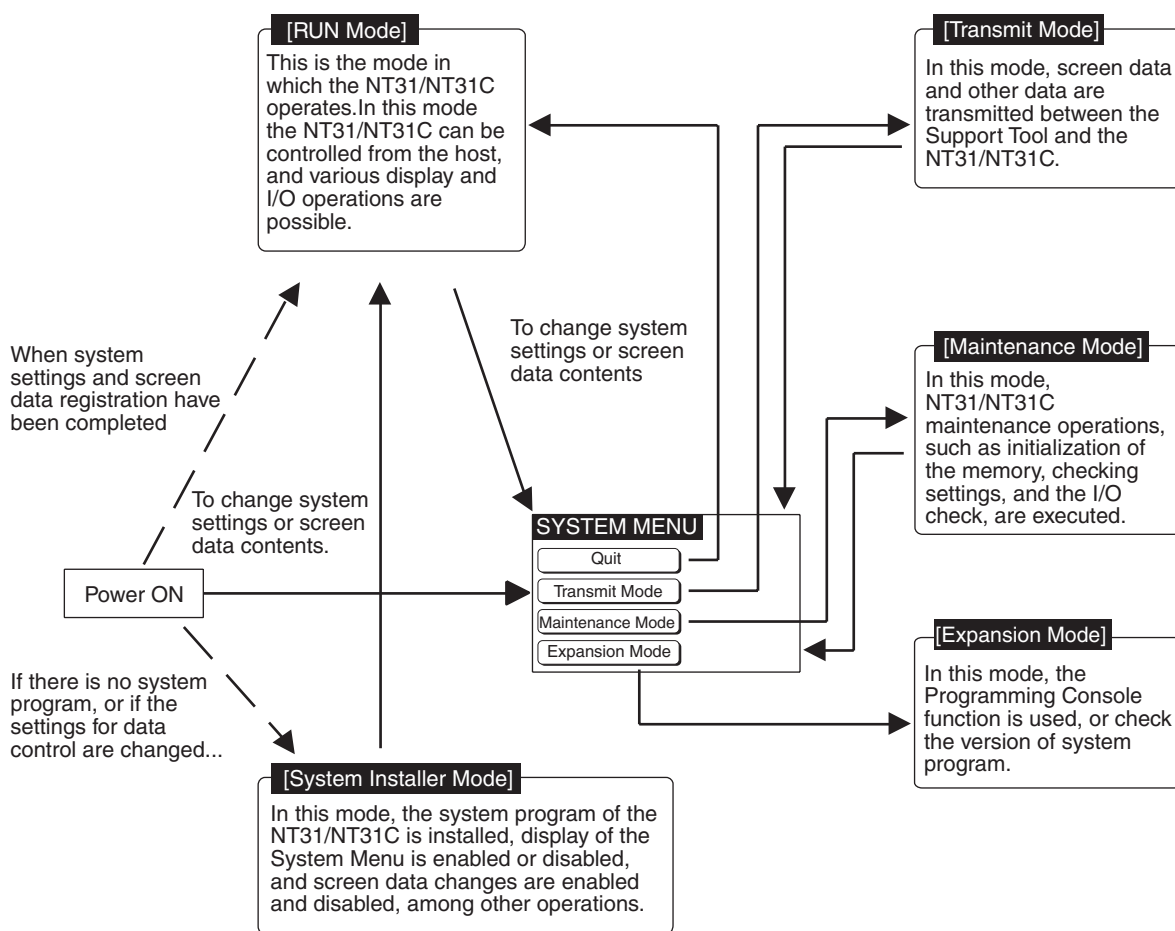 [RUN Mode]
This is the mode in
which the NT31/NT31C
operates.In this mode
the NT31/NT31C can be
controlled from the host,
and various display and
I/O operations are
possible.
[Transmit Mode]
In this mode, screen data
and other data are
transmitted between the
Support Tool and the
NT31/NT31C.
To change system
settings or screen
data contents
When system
settings and screen
data registration have
been completed
[Maintenance Mode]
In this mode,
NT31/NT31C
maintenance operations,
such as initialization of
the memory, checking
settings, and the I/O
check, are executed.
To change system
settings or screen
data contents.
SYSTEM MENU
Quit
Transmit Mode
Maintenance Mode
Expansion Mode
Power ON
[Expansion Mode]
In this mode, the
Programming Console
function is used, or check
the version of system
program.
If there is no system
program, or if the
settings for data
control are changed...
[System Installer Mode]
In this mode, the system program of the
NT31/NT31C is installed, display of the
System Menu is enabled or disabled,
and screen data changes are enabled
and disabled, among other operations.